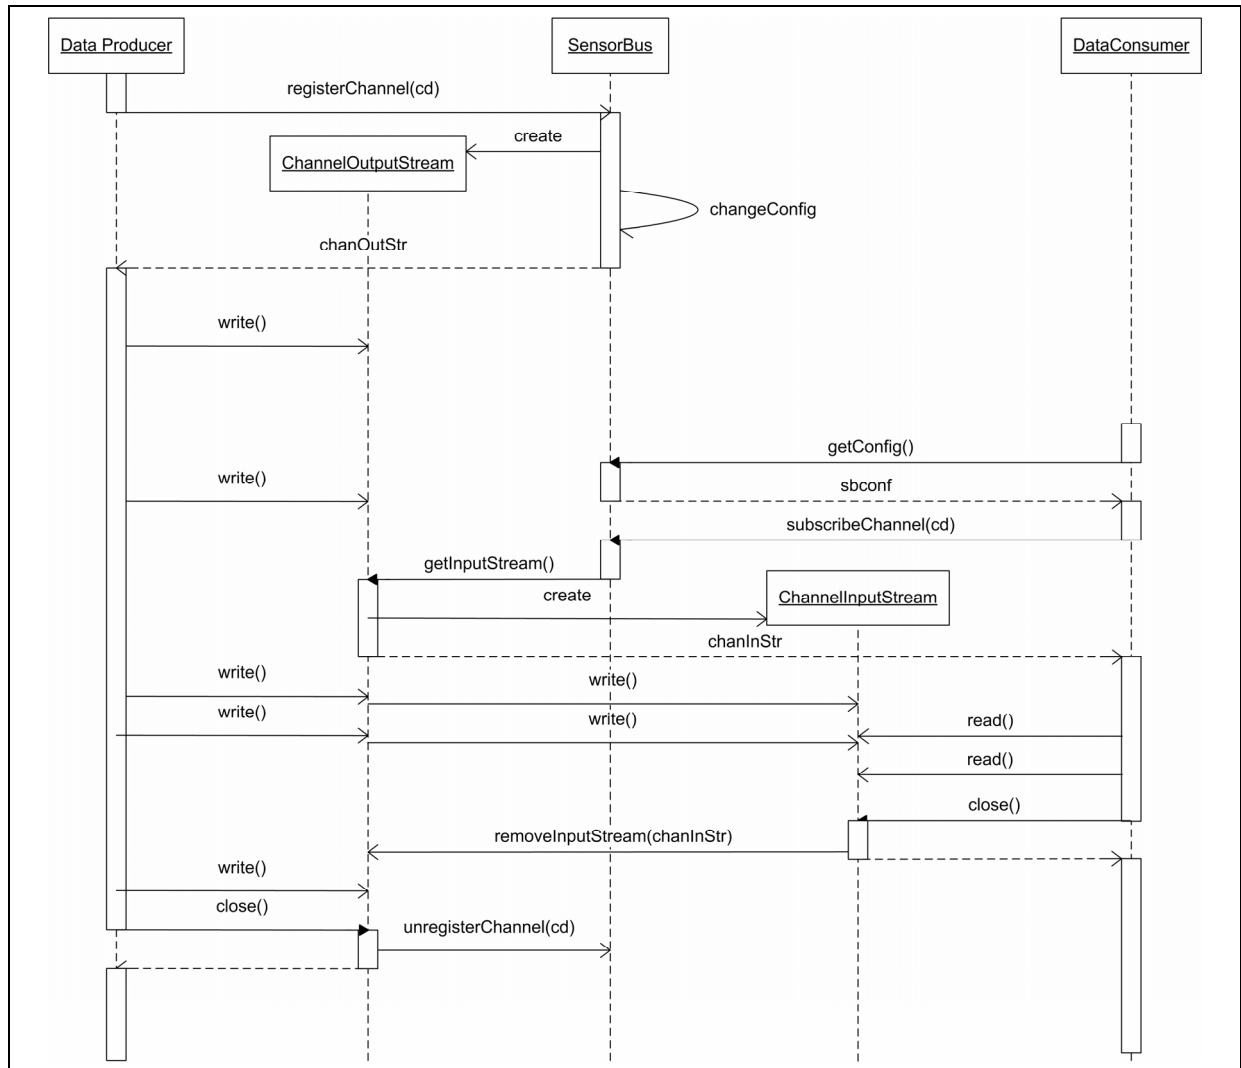 Data Producer
SensorBus
DataConsumer
registerChannel(cd)
create
ChannelOutputStream
changeConfig
chanOutStr
write()
getConfig()
write()
sbconf
subscribeChannel(cd)
getInputStream()
create
ChannelInputStream
chanInStr
write()
write()
write()
write()
read()
read()
close()
removeInputStream(chanInStr)
write()
close()
unregisterChannel(cd)